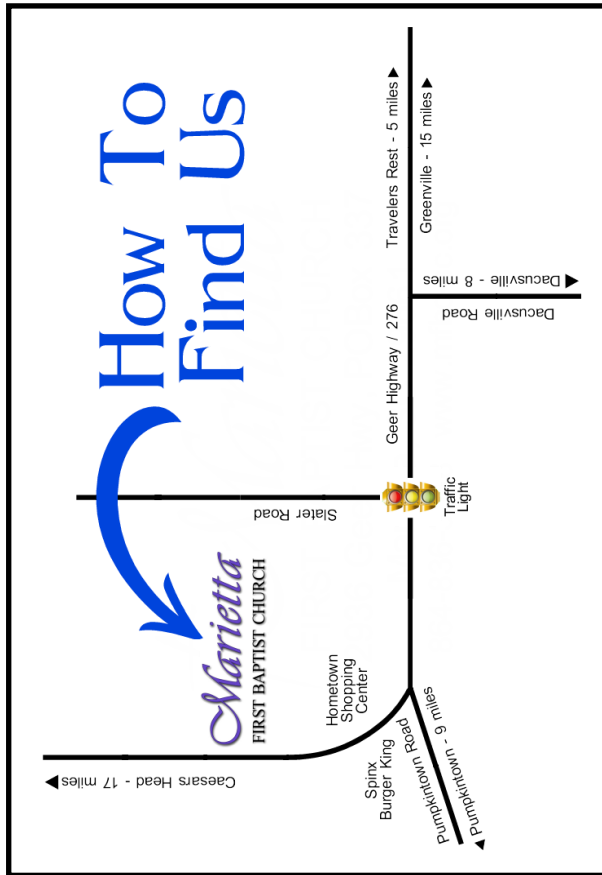 How To
Find Us
Travelers Rest - 5 miles
Greenville - 15 miles
Dacusville - 8 miles
Dacusville Road
Geer Highway / 276
Slater Road
Traffic
Light
Marietta
FIRST BAPTIST CHURCH
Hometown
Shopping
Center
Spinx
Burger King
Pumpkintown Road
Pumpkintown - 9 miles
Caesars Head - 17 miles